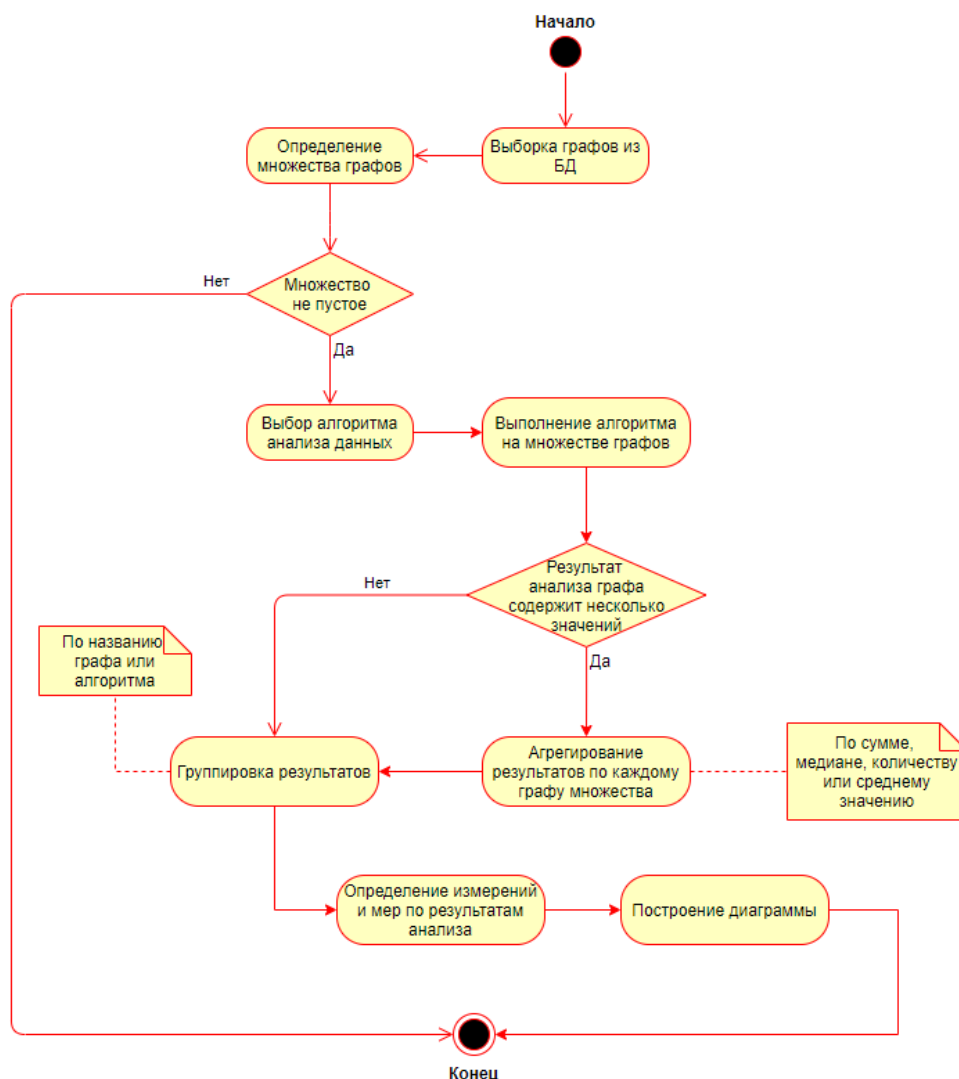 Начало
Выборка графов из
БД
Определение
множества графов
Множество
не пустое
Нет
Да
Выбор алгоритма
анализа данных
Выполнение алгоритма
на множестве графов
Результат
анализа графа
содержит несколько
значений
Нет
Да
По названию
графа или
алгоритма
Группировка результатов
Агрегирование
результатов по каждому
графу множества
По сумме,
медиане, количеству
или среднему
значению
Определение измерений
и мер по результатам
анализа
Построение диаграммы
Конец